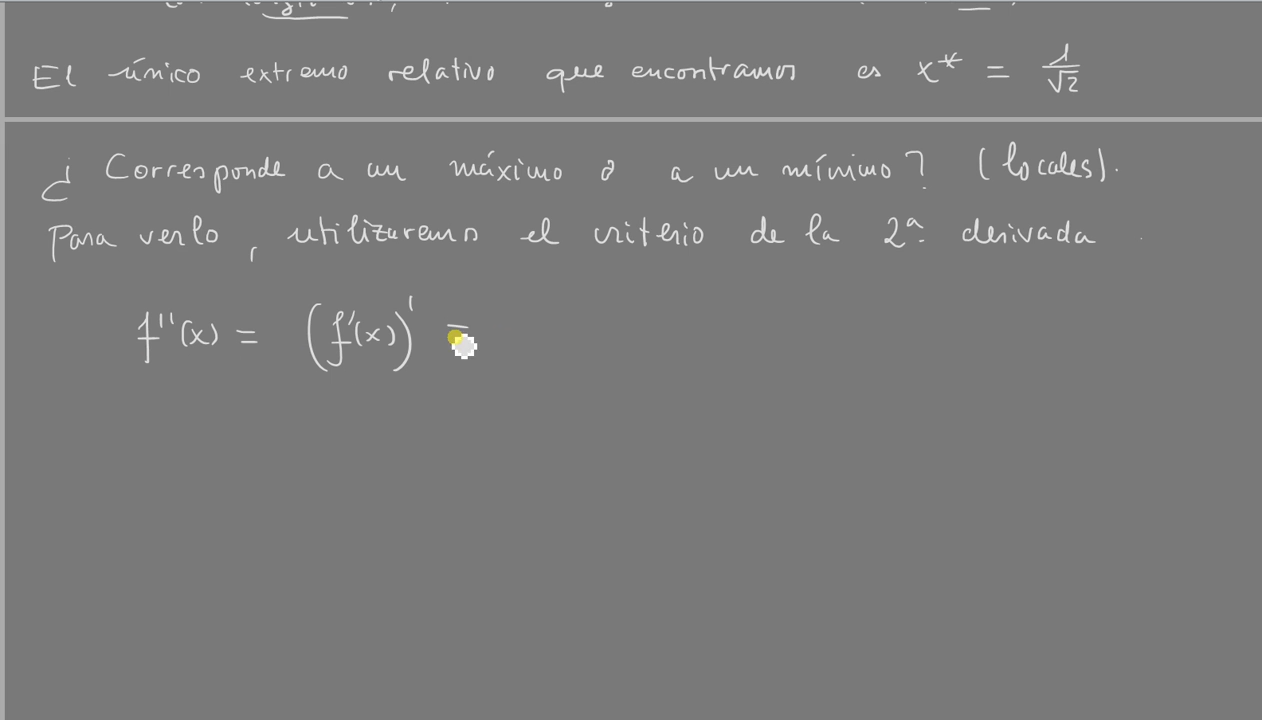 El único extremo relativo que encontramos es x* = 1/√2
¿ Corresponde a un máximo ó a un mínimo? (locales).
Para verlo, utilizaremos el criterio de la 2ª derivada.
f''(x) = (f'(x))' =